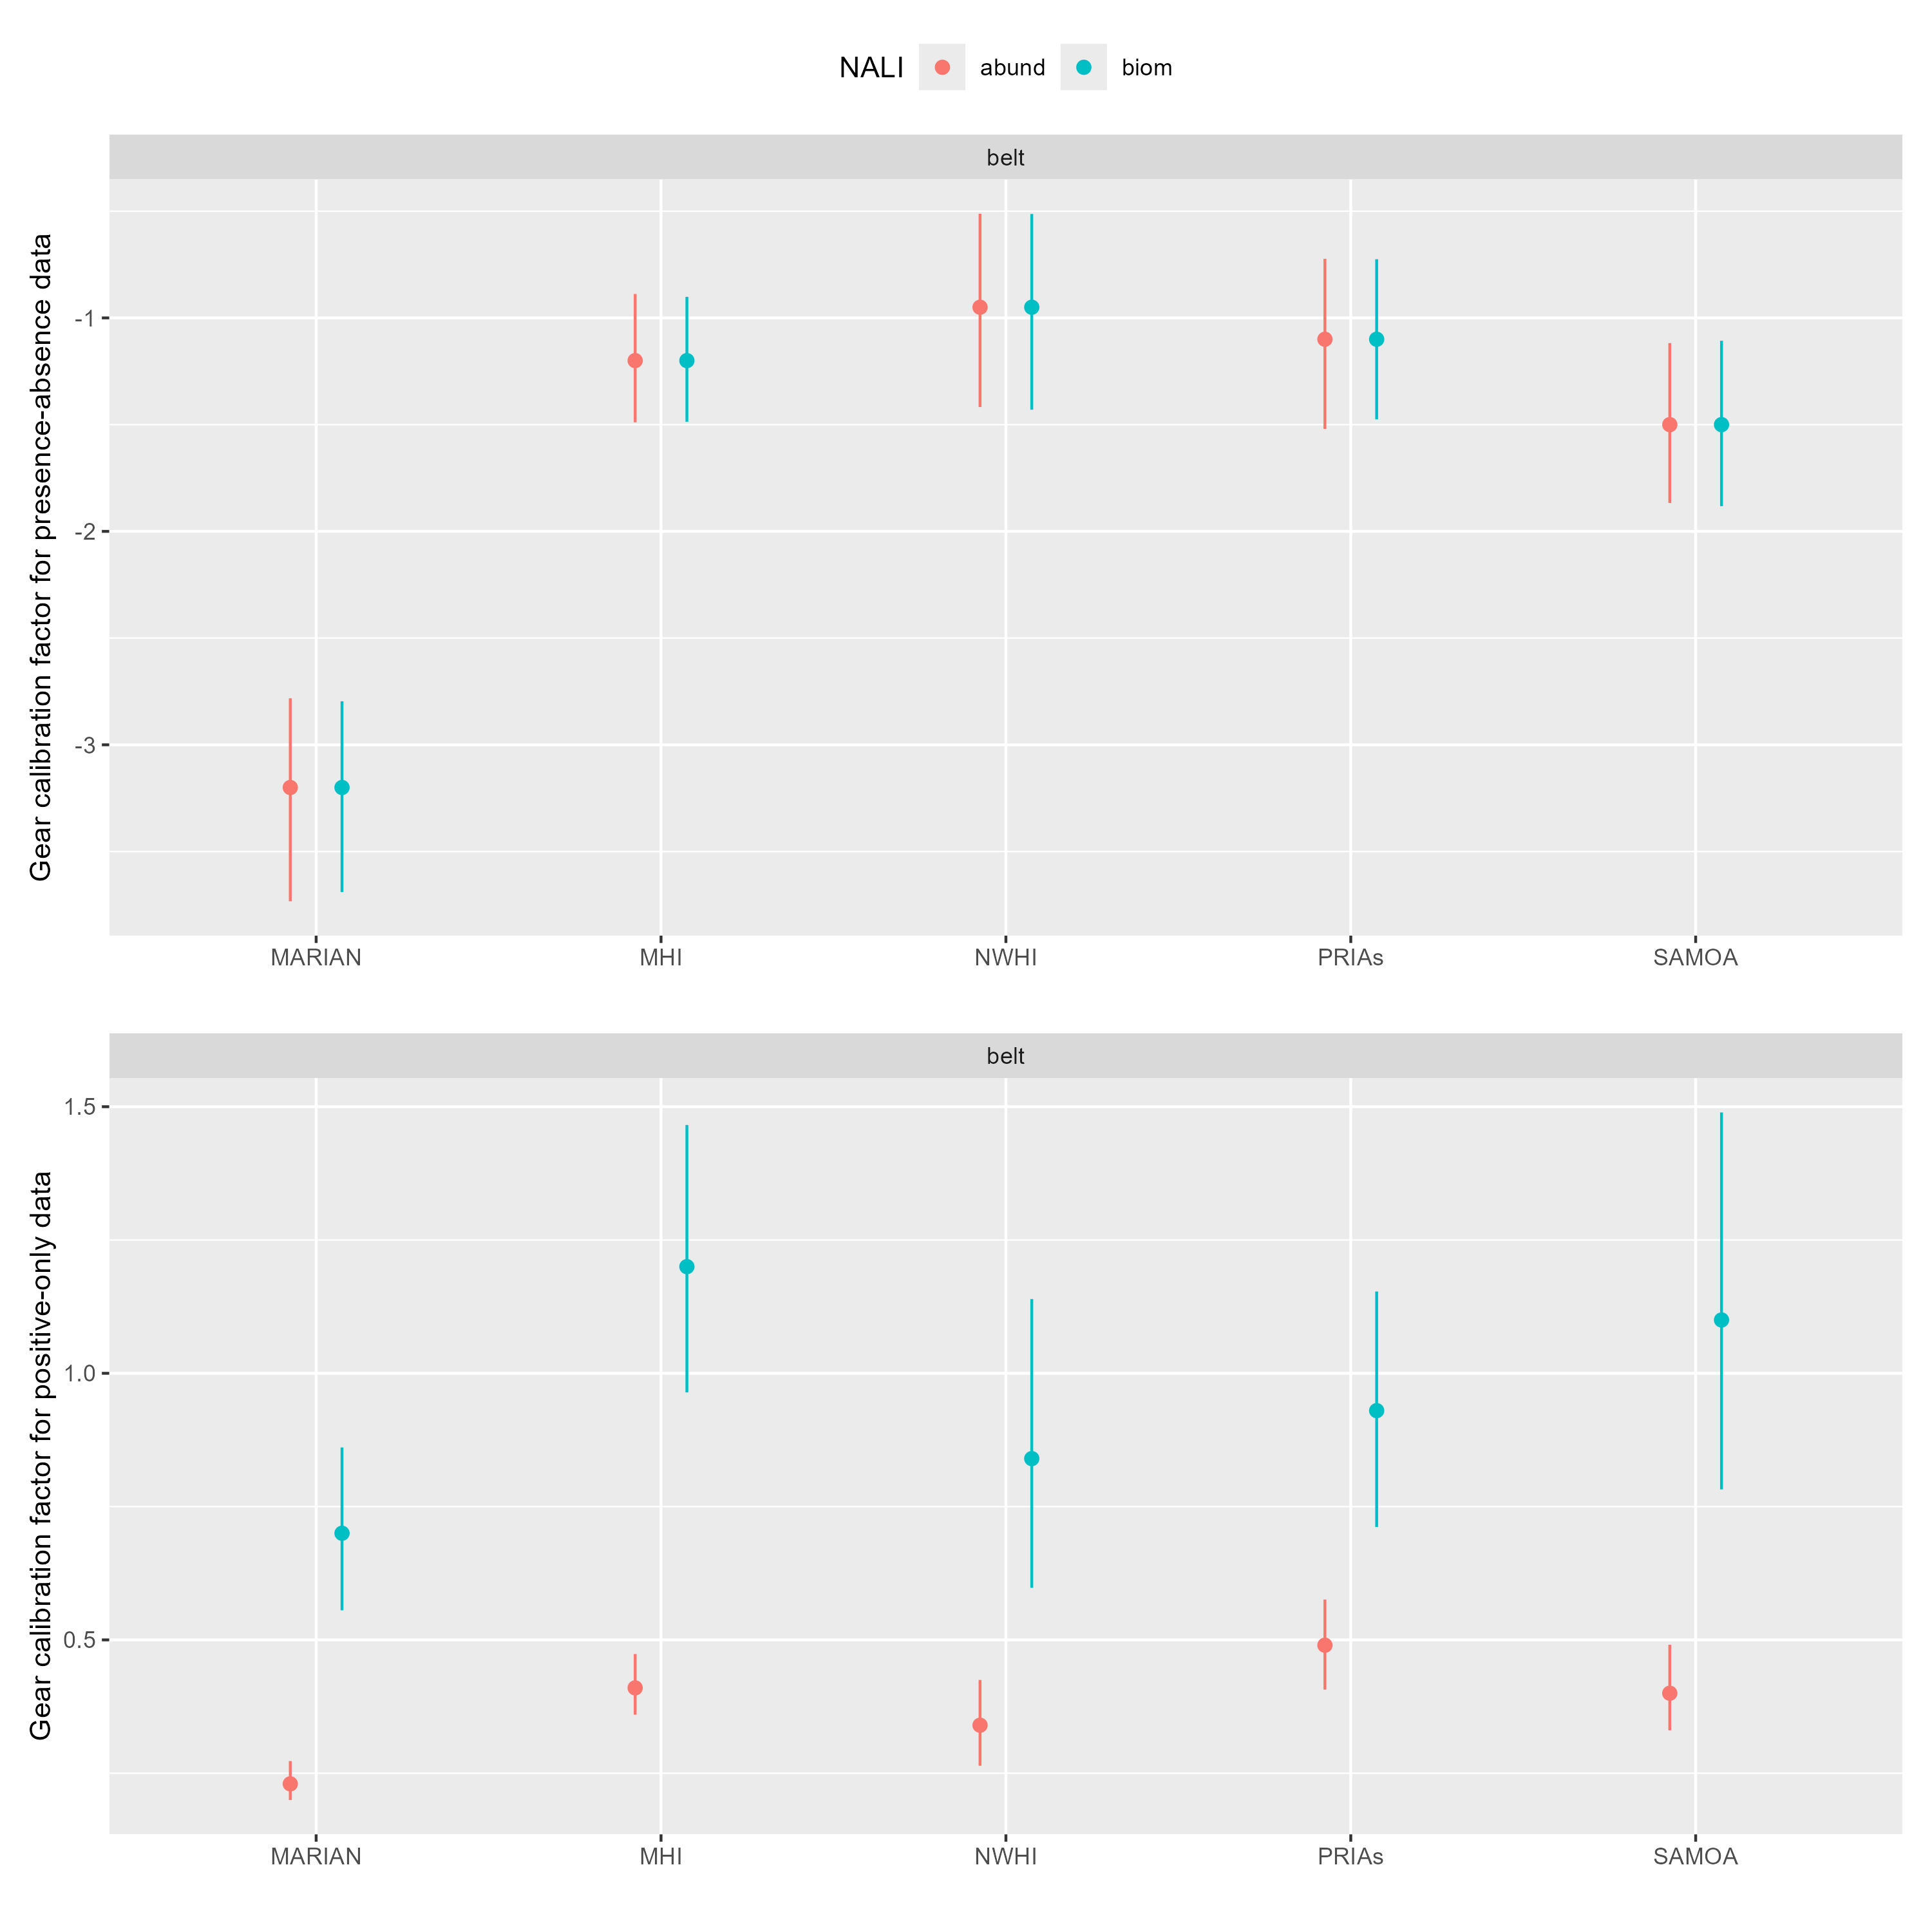 NALI abund biom
belt
Gear calibration factor for presence-absence data
-1
-2
-3
MARIAN MHI NWHI PRIAs SAMOA
belt
Gear calibration factor for positive-only data
1.5
1.0
0.5
MARIAN MHI NWHI PRIAs SAMOA